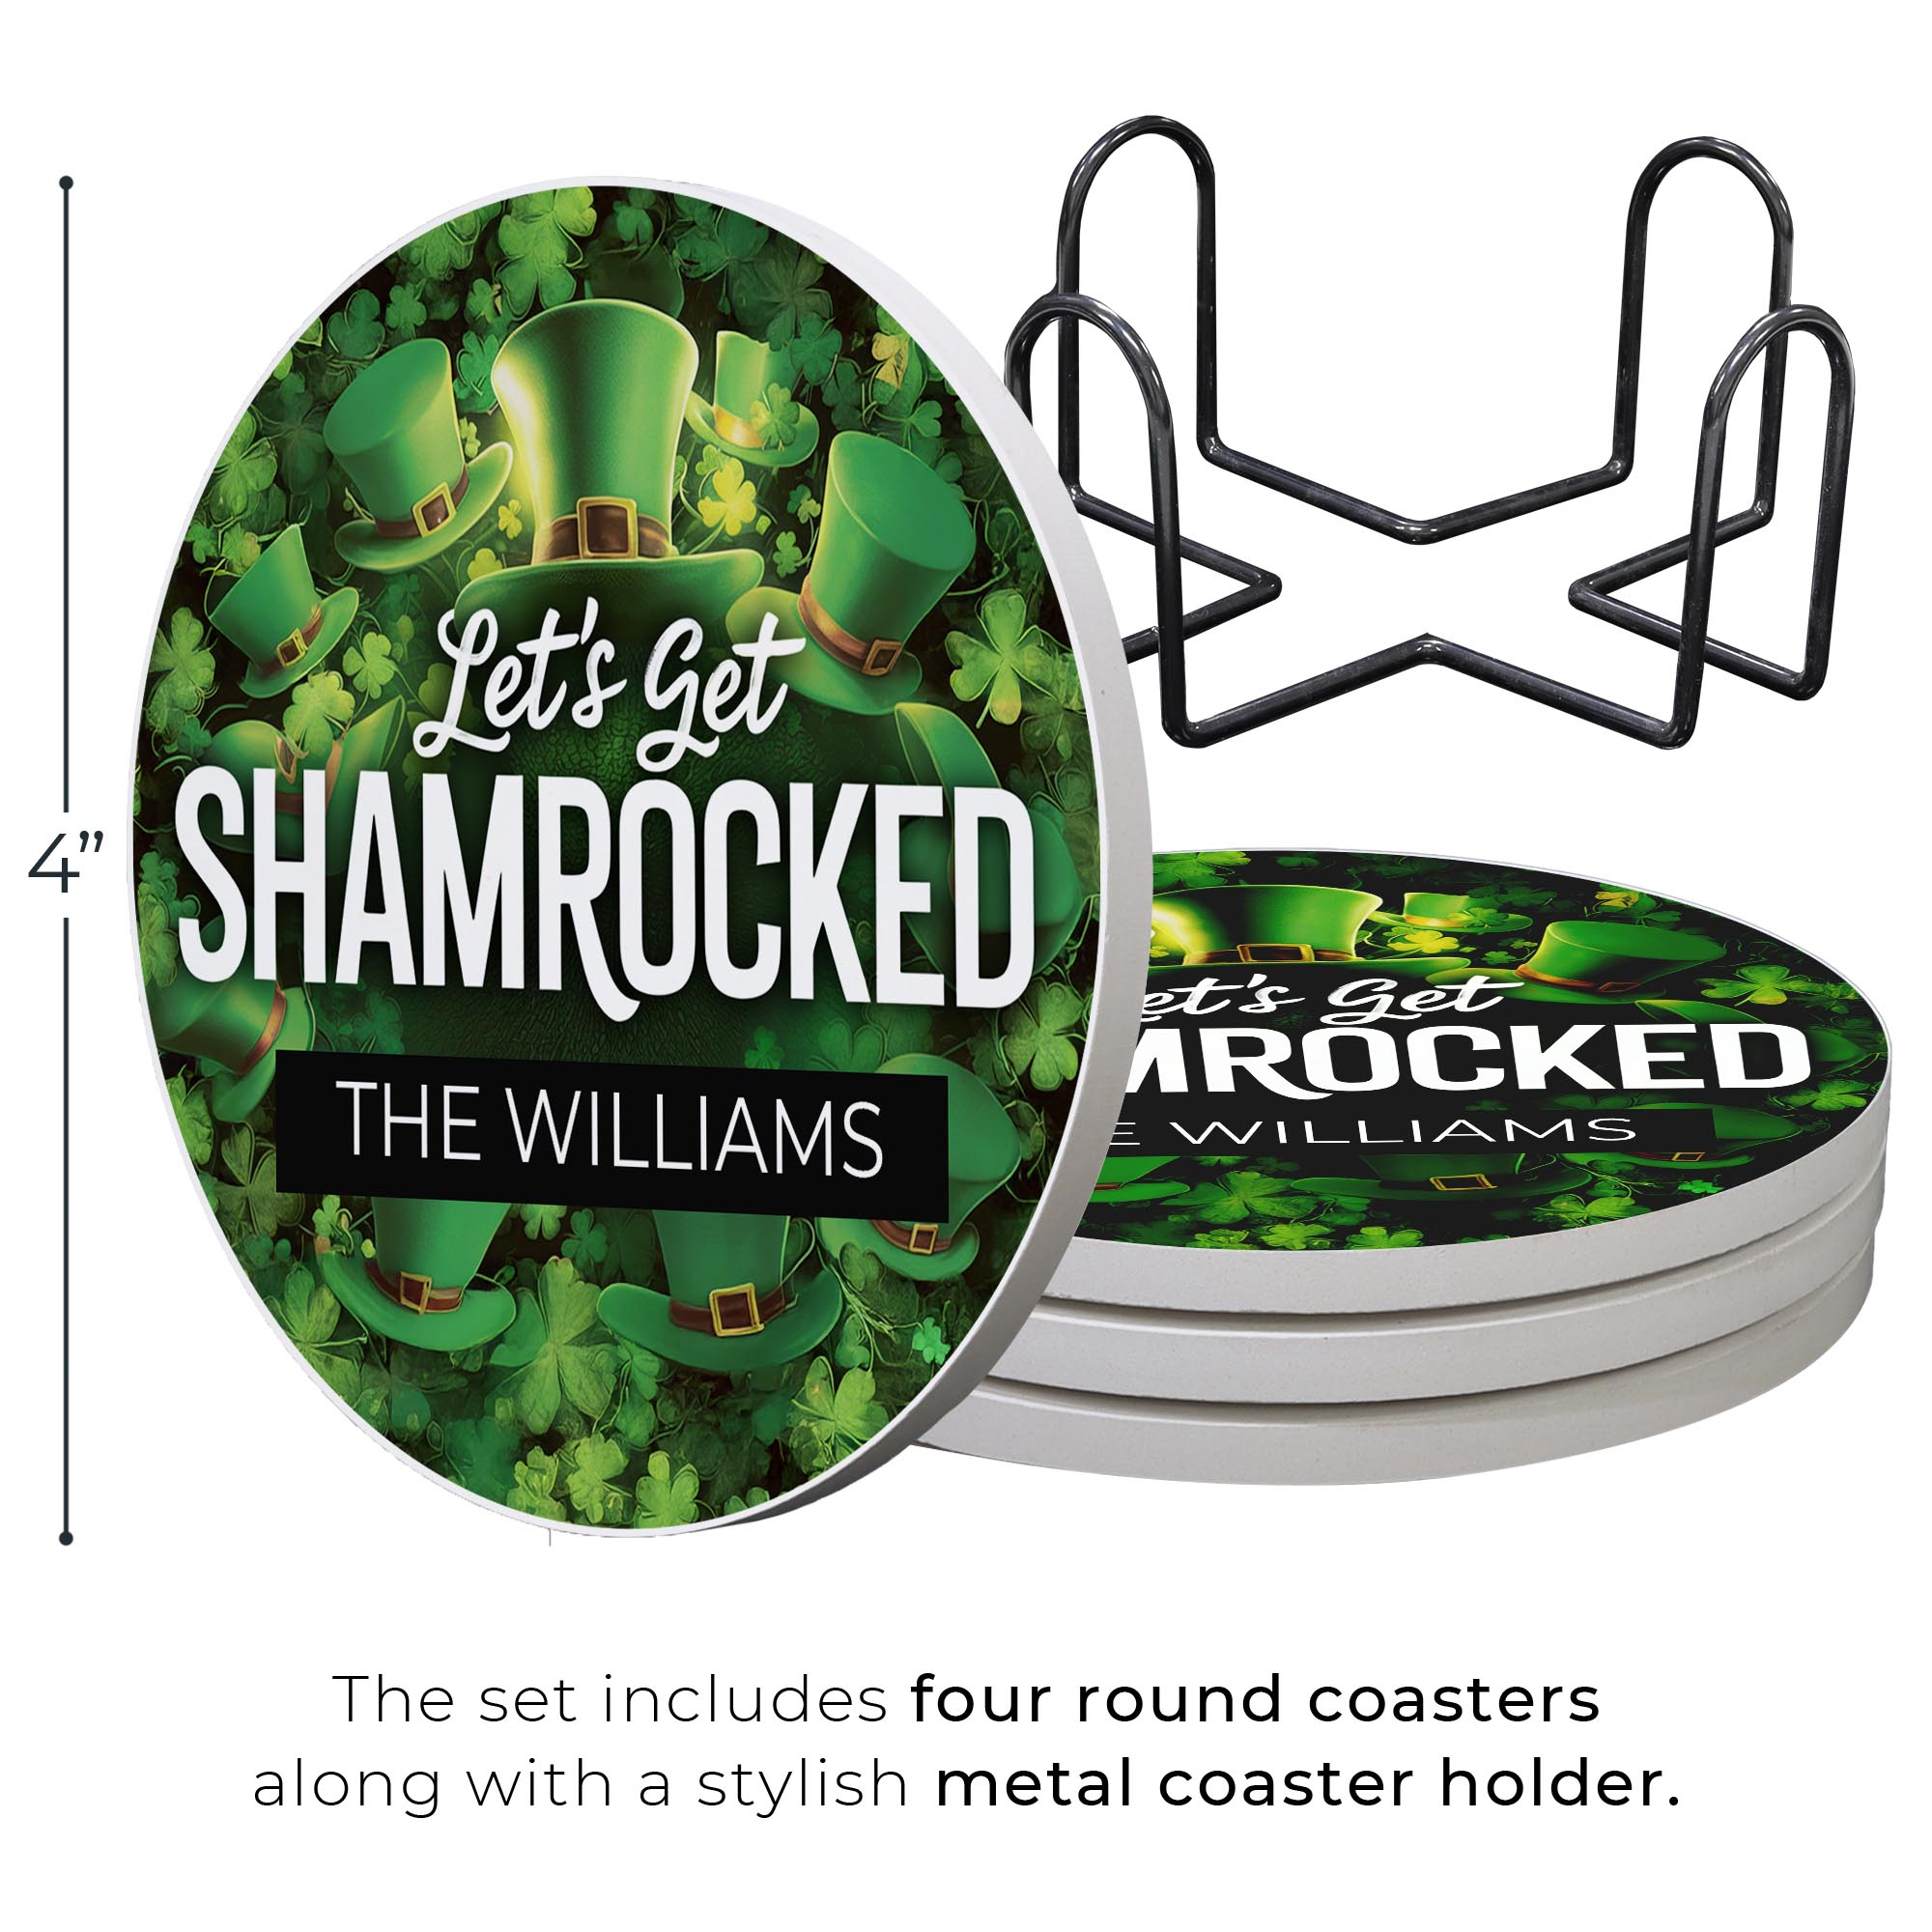 4”
Let's Get
SHAMROCKED
THE WILLIAMS
et's Get
MROCKED
E WILLIAMS
The set includes four round coasters
along with a stylish metal coaster holder.